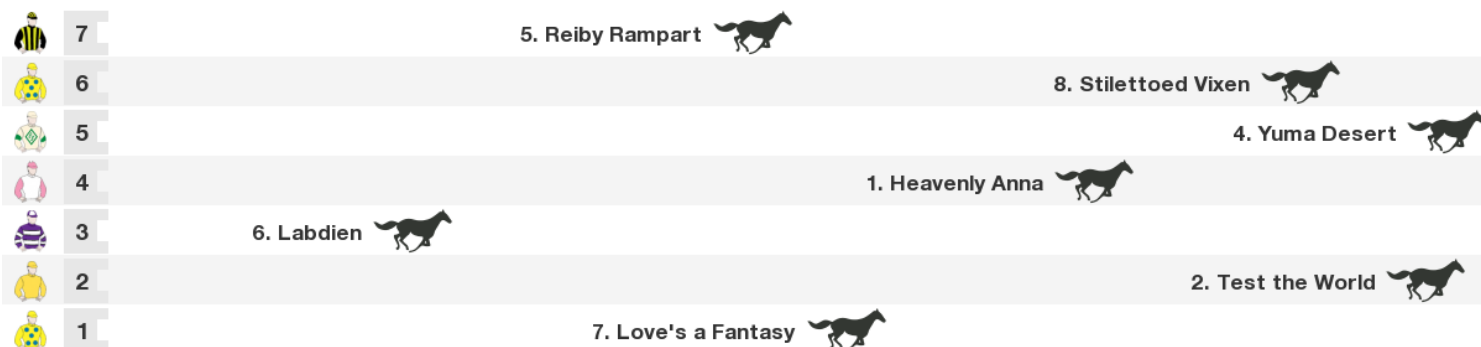 7 5. Reiby Rampart
6 8. Stilettoed Vixen
5 4. Yuma Desert
4 1. Heavenly Anna
3 6. Labdien
2 2. Test the World
1 7. Love's a Fantasy